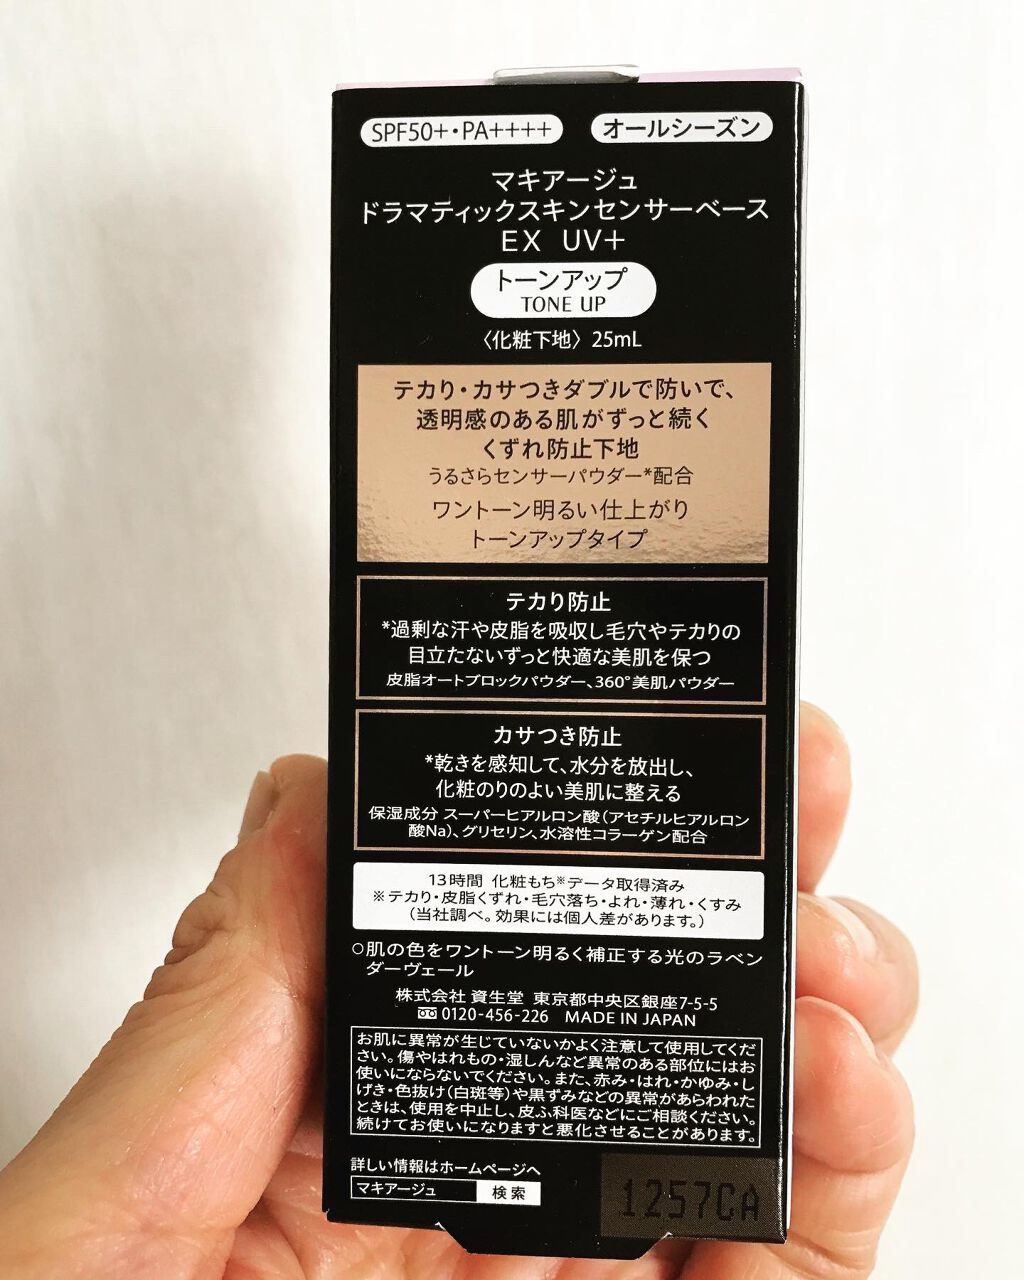 SPF50+・PA++++ オールシーズン
マキアージュ
ドラマティックスキンセンサーベース
EX UV+
トーンアップ
TONE UP
〈化粧下地〉25mL
テカり・カサつきダブルで防いで、
透明感のある肌がずっと続く
くずれ防止下地
うるさらセンサーパウダー*配合
ワントーン明るい仕上がり
トーンアップタイプ
テカり防止
*過剰な汗や皮脂を吸収し毛穴やテカりの
目立たないずっと快適な美肌を保つ
皮脂オートブロックパウダー、360°美肌パウダー
カサつき防止
*乾きを感知して、水分を放出し、
化粧のりのよい美肌に整える
保湿成分 スーパーヒアルロン酸（アセチルヒアルロン
酸Na）、グリセリン、水溶性コラーゲン配合
13時間 化粧もち※データ取得済み
※テカり・皮脂くずれ・毛穴落ち・よれ・薄れ・くすみ
（当社調べ。効果には個人差があります。）
○肌の色をワントーン明るく補正する光のラベン
ダーヴェール
株式会社 資生堂 東京都中央区銀座7-5-5
0120-456-226 MADE IN JAPAN
お肌に異常が生じていないかよく注意して使用してくだ
さい。傷やはれもの・湿しんなど異常のある部位にはお
使いにならないでください。また、赤み・はれ・かゆみ・し
げき・色抜け（白斑等）や黒ずみなどの異常があらわれた
ときは、使用を中止し、皮ふ科医などにご相談ください。
続けてお使いになりますと悪化させることがあります。
詳しい情報はホームページへ
マキアージュ 検索
1257CA